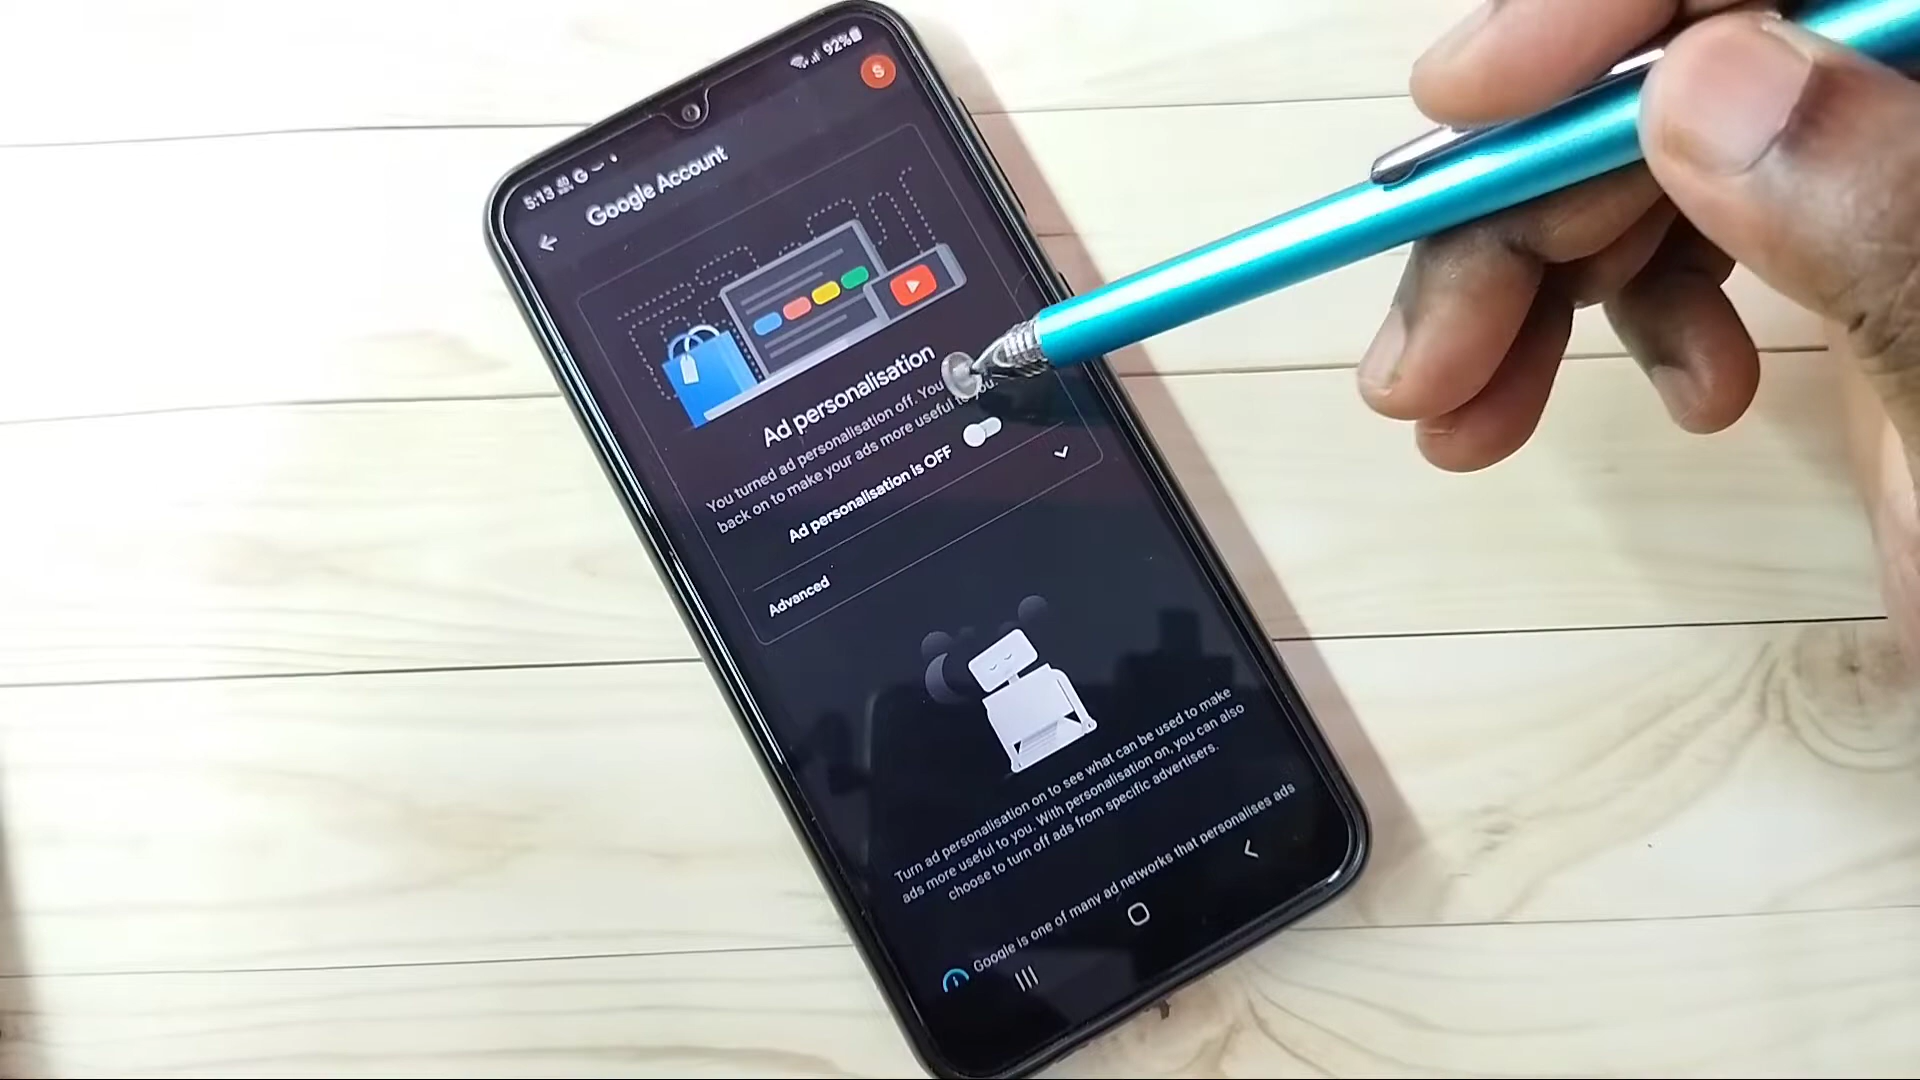 5:13
92%
S
Google Account
Ad personalisation
You turned ad personalisation off. You
back on to make your ads more useful to you.
Ad personalisation is OFF
Advanced
Turn ad personalisation on to see what can be used to make
ads more useful to you. With personalisation on, you can also
choose to turn off ads from specific advertisers.
Google is one of many ad networks that personalises ads